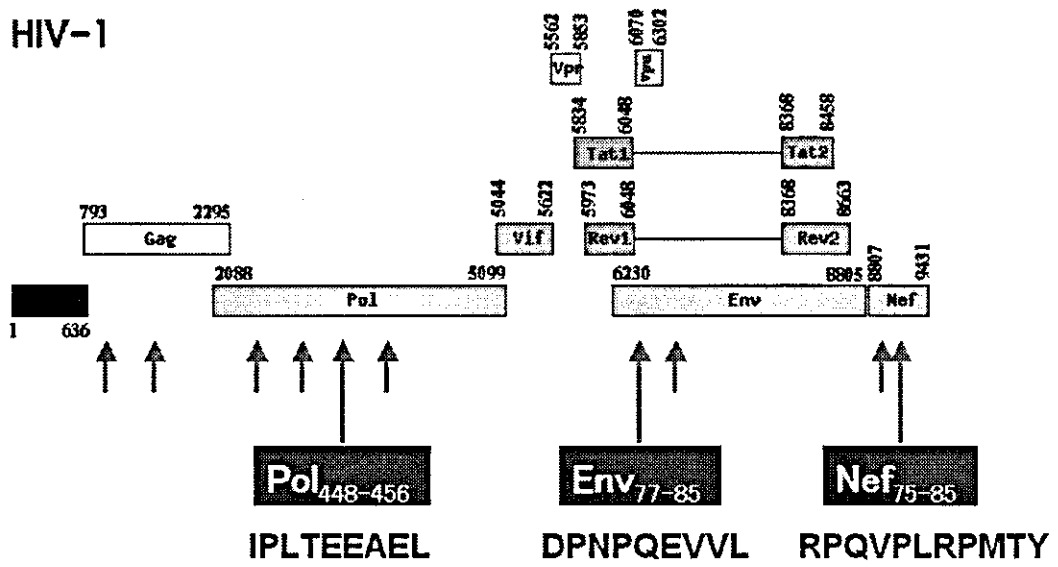 HIV-1
5562 5853 6070 6302
Vpr vpu
5834 6048 8368 8458
Tat1 Tat2
793 2295 5044 5622 5973 6048 8368 8663
Gag Vif Rev1 Rev2
2088 5099 6230 8805 8807 9431
Pol Env Nef
1 636
Pol448-456 Env77-85 Nef75-85
IPLTEEAEL DPNPQEVVL RPQVPLRPMTY